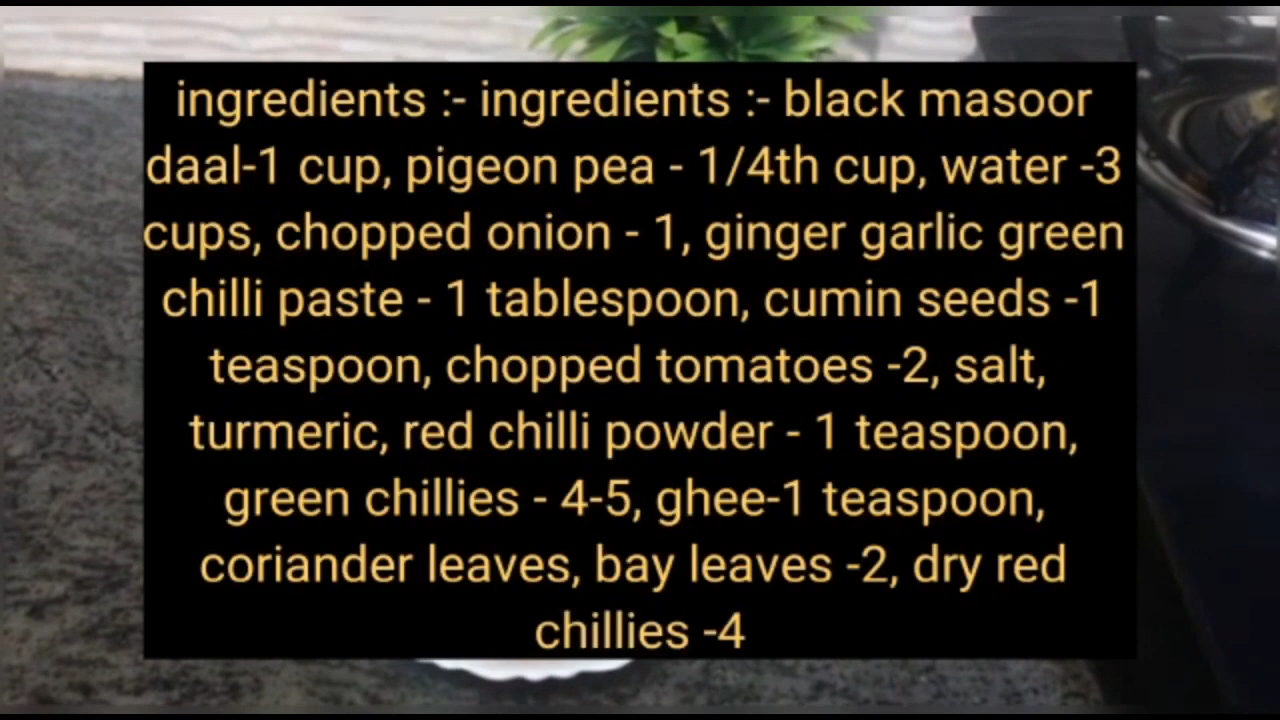 ingredients :- ingredients :- black masoor
daal-1 cup, pigeon pea - 1/4th cup, water -3
cups, chopped onion - 1, ginger garlic green
chilli paste - 1 tablespoon, cumin seeds -1
teaspoon, chopped tomatoes -2, salt,
turmeric, red chilli powder - 1 teaspoon,
green chillies - 4-5, ghee-1 teaspoon,
coriander leaves, bay leaves -2, dry red
chillies -4